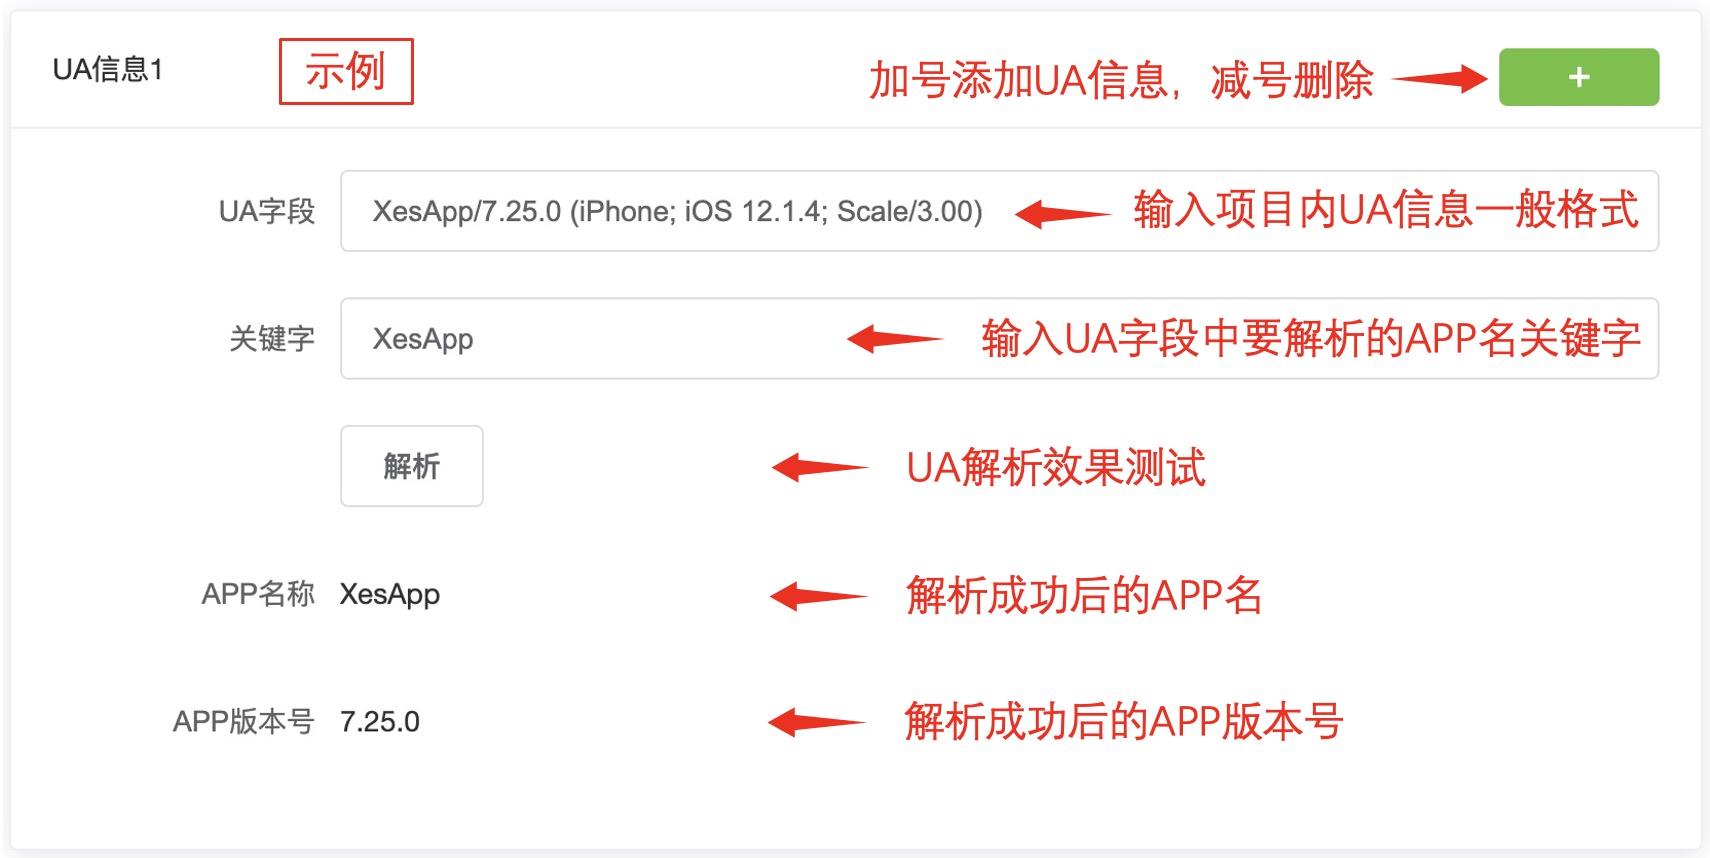 UA信息1 示例 加号添加UA信息，减号删除 +
UA字段 XesApp/7.25.0 (iPhone; iOS 12.1.4; Scale/3.00) 输入项目内UA信息一般格式
关键字 XesApp 输入UA字段中要解析的APP名关键字
解析 UA解析效果测试
APP名称 XesApp 解析成功后的APP名
APP版本号 7.25.0 解析成功后的APP版本号